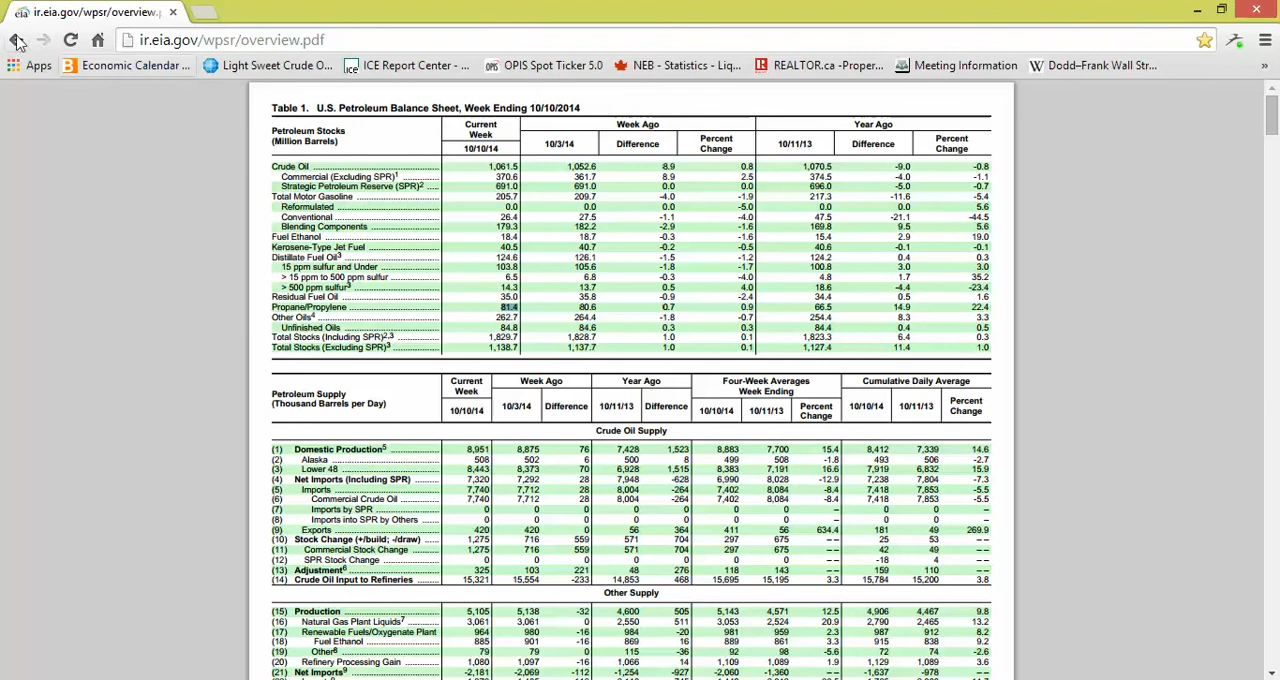 eia ir.eia.gov/wpsr/overview.p
ir.eia.gov/wpsr/overview.pdf
Apps Economic Calendar ... Light Sweet Crude O... ICE Report Center - ... OPIS Spot Ticker 5.0 NEB - Statistics - Liq... REALTOR.ca -Proper... Meeting Information Dodd–Frank Wall Str... »
Table 1. U.S. Petroleum Balance Sheet, Week Ending 10/10/2014
Petroleum Stocks
(Million Barrels)
Current
Week
Week Ago
Year Ago
10/10/14 10/3/14 Difference Percent
Change 10/11/13 Difference Percent
Change
Crude Oil 1,061.5 1,052.6 8.9 0.8 1,070.5 -9.0 -0.8
Commercial (Excluding SPR)1 370.6 361.7 8.9 2.5 374.5 -4.0 -1.1
Strategic Petroleum Reserve (SPR)2 691.0 691.0 0.0 0.0 696.0 -5.0 -0.7
Total Motor Gasoline 205.7 209.7 -4.0 -1.9 217.3 -11.6 -5.4
Reformulated 0.0 0.0 0.0 -5.0 0.0 0.0 5.6
Conventional 26.4 27.5 -1.1 -4.0 47.5 -21.1 -44.5
Blending Components 179.3 182.2 -2.9 -1.6 169.8 9.5 5.6
Fuel Ethanol 18.4 18.7 -0.3 -1.6 15.4 2.9 19.0
Kerosene-Type Jet Fuel 40.5 40.7 -0.2 -0.5 40.6 -0.1 -0.1
Distillate Fuel Oil3 124.6 126.1 -1.5 -1.2 124.2 0.4 0.3
15 ppm sulfur and Under 103.8 105.6 -1.8 -1.7 100.8 3.0 3.0
> 15 ppm to 500 ppm sulfur 6.5 6.8 -0.3 -4.0 4.8 1.7 35.2
> 500 ppm sulfur3 14.3 13.7 0.5 4.0 18.6 -4.4 -23.4
Residual Fuel Oil 35.0 35.8 -0.9 -2.4 34.4 0.5 1.6
Propane/Propylene 81.4 80.6 0.7 0.9 66.5 14.9 22.4
Other Oils4 262.7 264.4 -1.8 -0.7 254.4 8.3 3.3
Unfinished Oils 84.8 84.6 0.3 0.3 84.4 0.4 0.5
Total Stocks (Including SPR)2,3 1,829.7 1,828.7 1.0 0.1 1,823.3 6.4 0.3
Total Stocks (Excluding SPR)3 1,138.7 1,137.7 1.0 0.1 1,127.4 11.4 1.0
Petroleum Supply
(Thousand Barrels per Day)
Current
Week
Week Ago
Year Ago
Four-Week Averages
Week Ending
Cumulative Daily Average
10/10/14 10/3/14 Difference 10/11/13 Difference 10/10/14 10/11/13 Percent
Change 10/10/14 10/11/13 Percent
Change
Crude Oil Supply
(1) Domestic Production5 8,951 8,875 76 7,428 1,523 8,883 7,700 15.4 8,412 7,339 14.6
(2) Alaska 508 502 6 500 8 499 508 -1.8 493 506 -2.7
(3) Lower 48 8,443 8,373 70 6,928 1,515 8,383 7,191 16.6 7,919 6,832 15.9
(4) Net Imports (Including SPR) 7,320 7,292 28 7,948 -628 6,990 8,028 -12.9 7,238 7,804 -7.3
(5) Imports 7,740 7,712 28 8,004 -264 7,402 8,084 -8.4 7,418 7,853 -5.5
(6) Commercial Crude Oil 7,740 7,712 28 8,004 -264 7,402 8,084 -8.4 7,418 7,853 -5.5
(7) Imports by SPR 0 0 0 0 0 0 0 – 0 0 –
(8) Imports into SPR by Others 0 0 0 0 0 0 0 – 0 0 –
(9) Exports 420 420 0 56 364 411 56 634.4 181 49 269.9
(10) Stock Change (+/build; -/draw) 1,275 716 559 571 704 297 675 – – 25 53 – –
(11) Commercial Stock Change 1,275 716 559 571 704 297 675 – – 42 49 – –
(12) SPR Stock Change 0 0 0 0 0 0 0 – – -18 4 – –
(13) Adjustment6 325 103 221 48 276 118 143 – – 159 110 – –
(14) Crude Oil Input to Refineries 15,321 15,554 -233 14,853 468 15,695 15,195 3.3 15,784 15,200 3.8
Other Supply
(15) Production 5,105 5,138 -32 4,600 505 5,143 4,571 12.5 4,906 4,467 9.8
(16) Natural Gas Plant Liquids7 3,061 3,061 0 2,550 511 3,053 2,524 20.9 2,790 2,465 13.2
(17) Renewable Fuels/Oxygenate Plant 964 980 -16 984 -20 981 959 2.3 987 912 8.2
(18) Fuel Ethanol 885 901 -16 869 16 889 861 3.3 915 838 9.2
(19) Other8 79 79 0 115 -36 92 98 -5.6 72 74 -2.6
(20) Refinery Processing Gain 1,080 1,097 -16 1,066 14 1,109 1,089 1.9 1,129 1,089 3.6
(21) Net Imports9 -2,181 -2,069 -112 -1,254 -927 -2,060 -1,360 – – -1,637 -978 – –